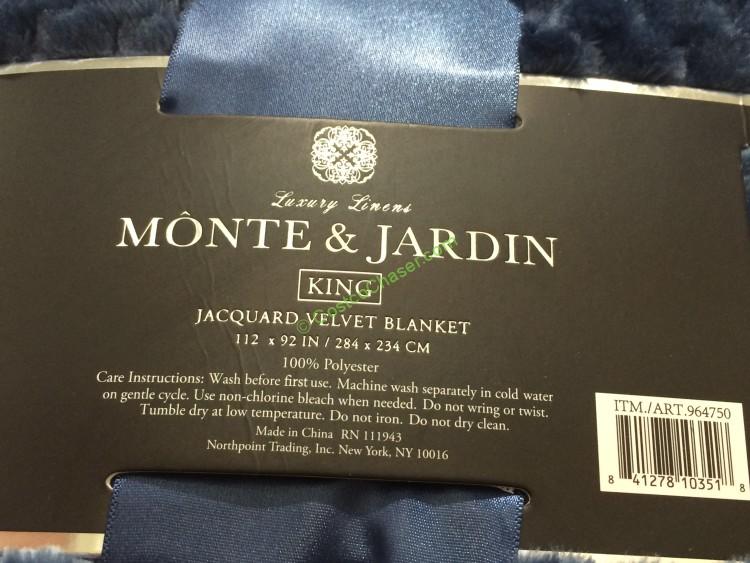 Luxury Linens
MÔNTE & JARDIN
KING
© CostcoChaser.com
JACQUARD VELVET BLANKET
112 x 92 IN / 284 x 234 CM
100% Polyester
Care Instructions: Wash before first use. Machine wash separately in cold water
on gentle cycle. Use non-chlorine bleach when needed. Do not wring or twist.
Tumble dry at low temperature. Do not iron. Do not dry clean.
Made in China RN 111943
Northpoint Trading, Inc. New York, NY 10016
ITM./ART.964750
8 41278 10351 8